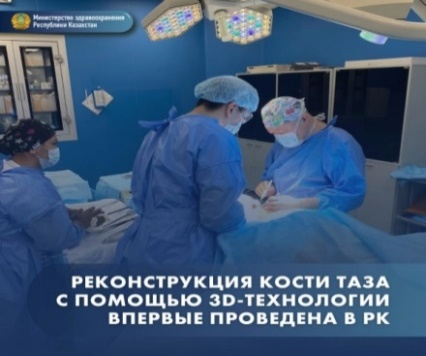 Министерство здравоохранения
Республики Казахстан
РЕКОНСТРУКЦИЯ КОСТИ ТАЗА
С ПОМОЩЬЮ 3D-ТЕХНОЛОГИИ
ВПЕРВЫЕ ПРОВЕДЕНА В РК